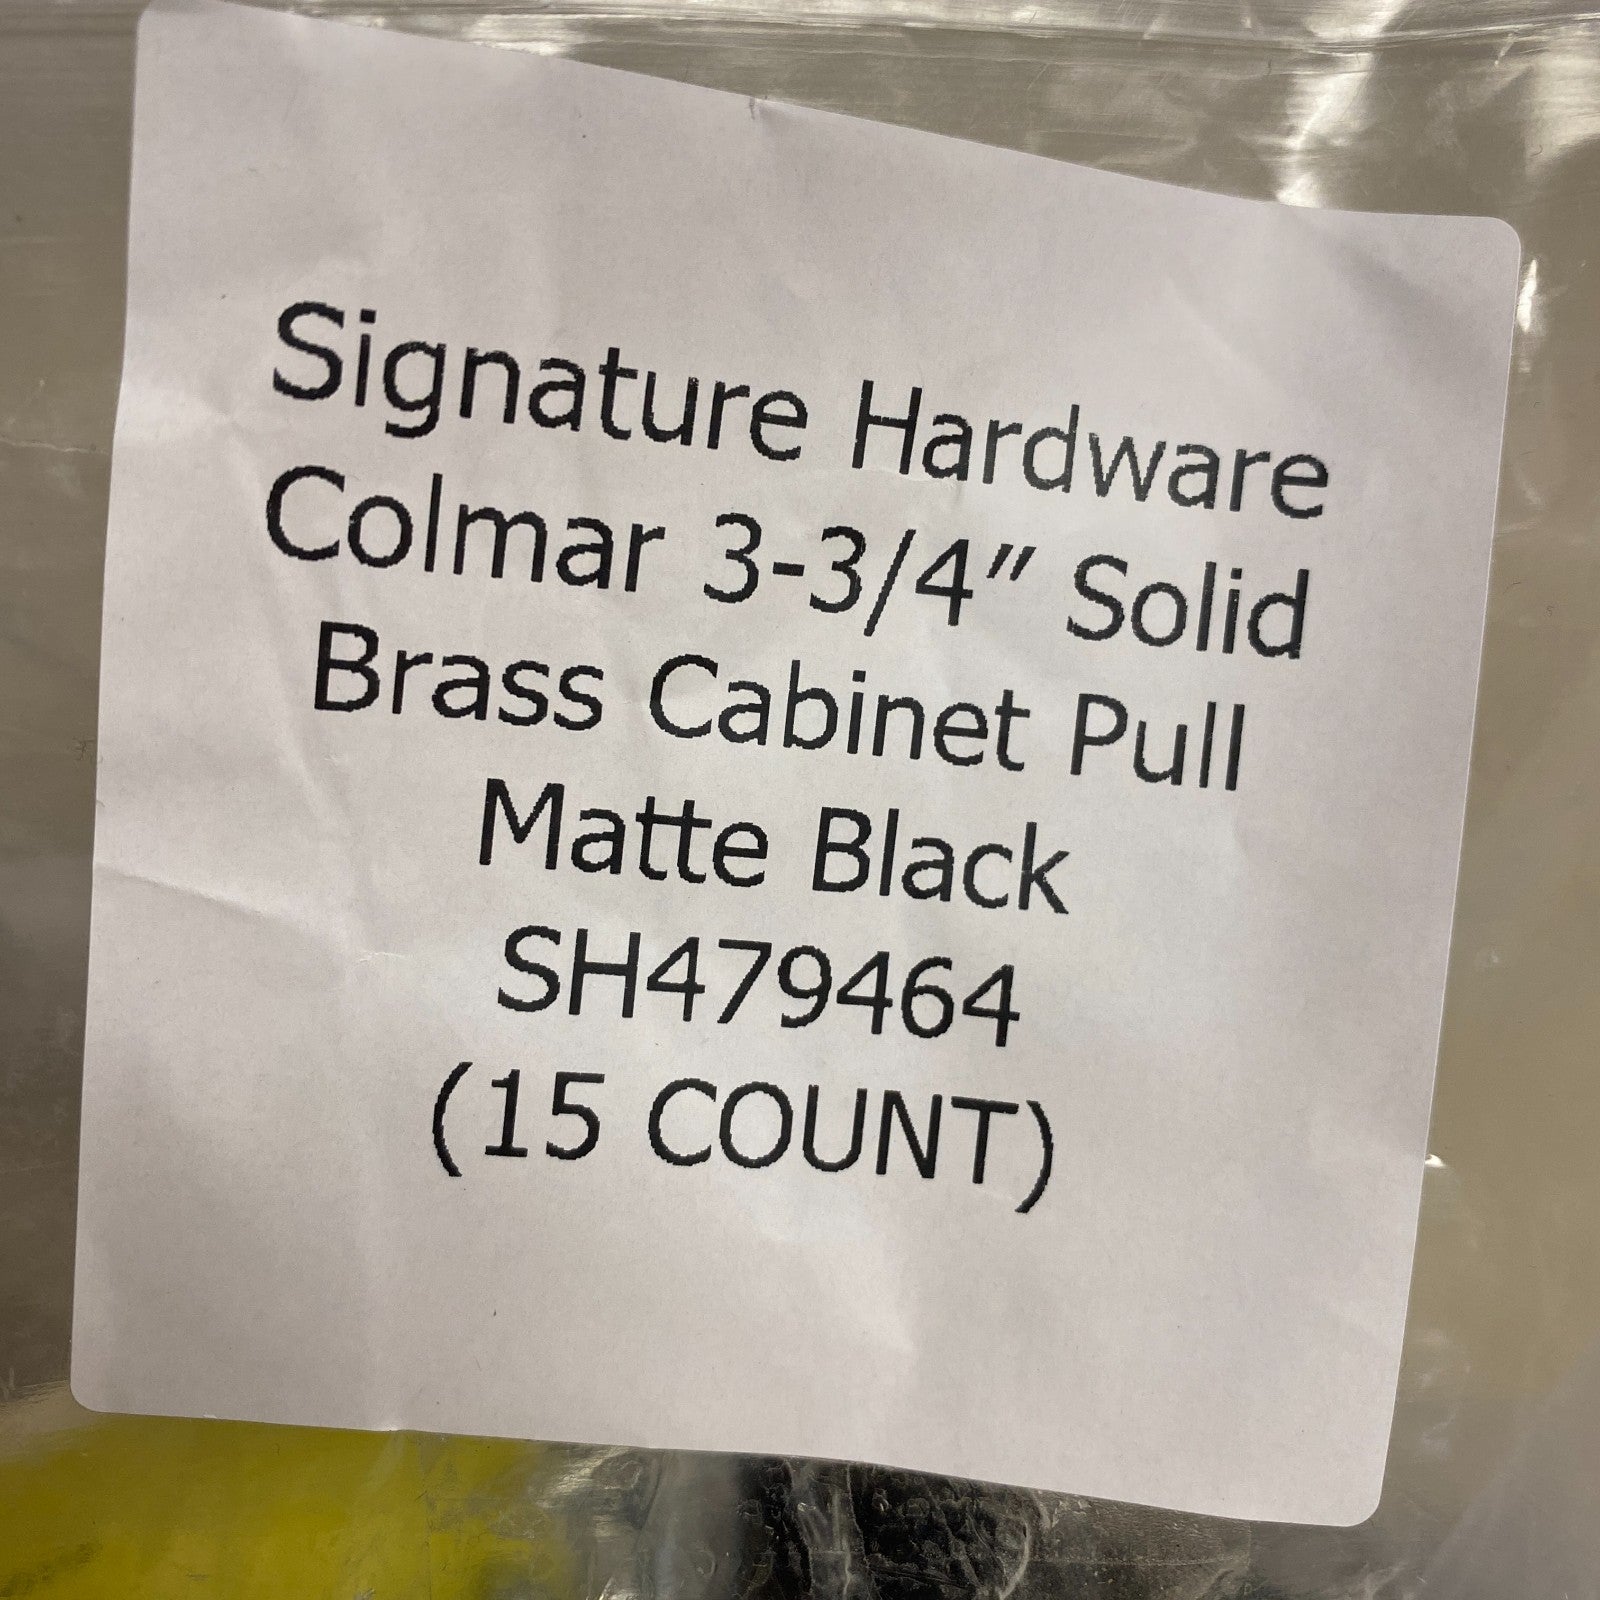 Signature Hardware
Colmar 3-3/4" Solid
Brass Cabinet Pull
Matte Black
SH479464
(15 COUNT)